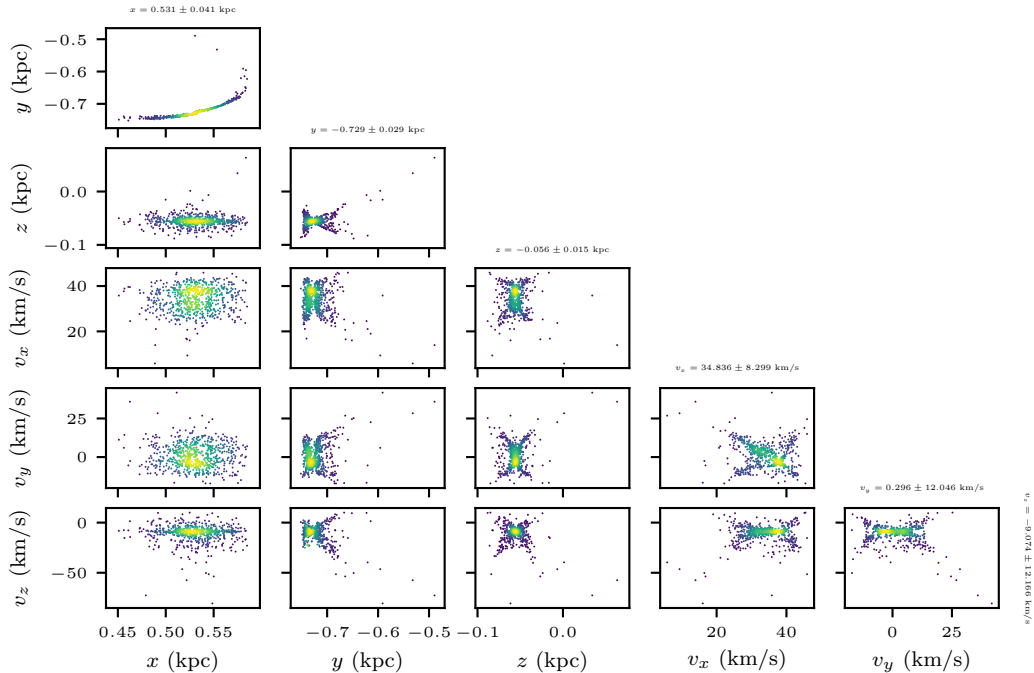 x = 0.531 ± 0.041 kpc
y (kpc)
−0.5
−0.6
−0.7
y = −0.729 ± 0.029 kpc
z (kpc)
0.0
−0.1
z = −0.056 ± 0.015 kpc
v_x (km/s)
40
20
v_x = 34.836 ± 8.299 km/s
v_y (km/s)
25
0
v_y = 0.296 ± 12.046 km/s
v_z (km/s)
0
−50
v_z = −9.074 ± 12.166 km/s
0.45 0.50 0.55
−0.7 −0.6 −0.5
−0.1 0.0
20 40
0 25
x (kpc)
y (kpc)
z (kpc)
v_x (km/s)
v_y (km/s)